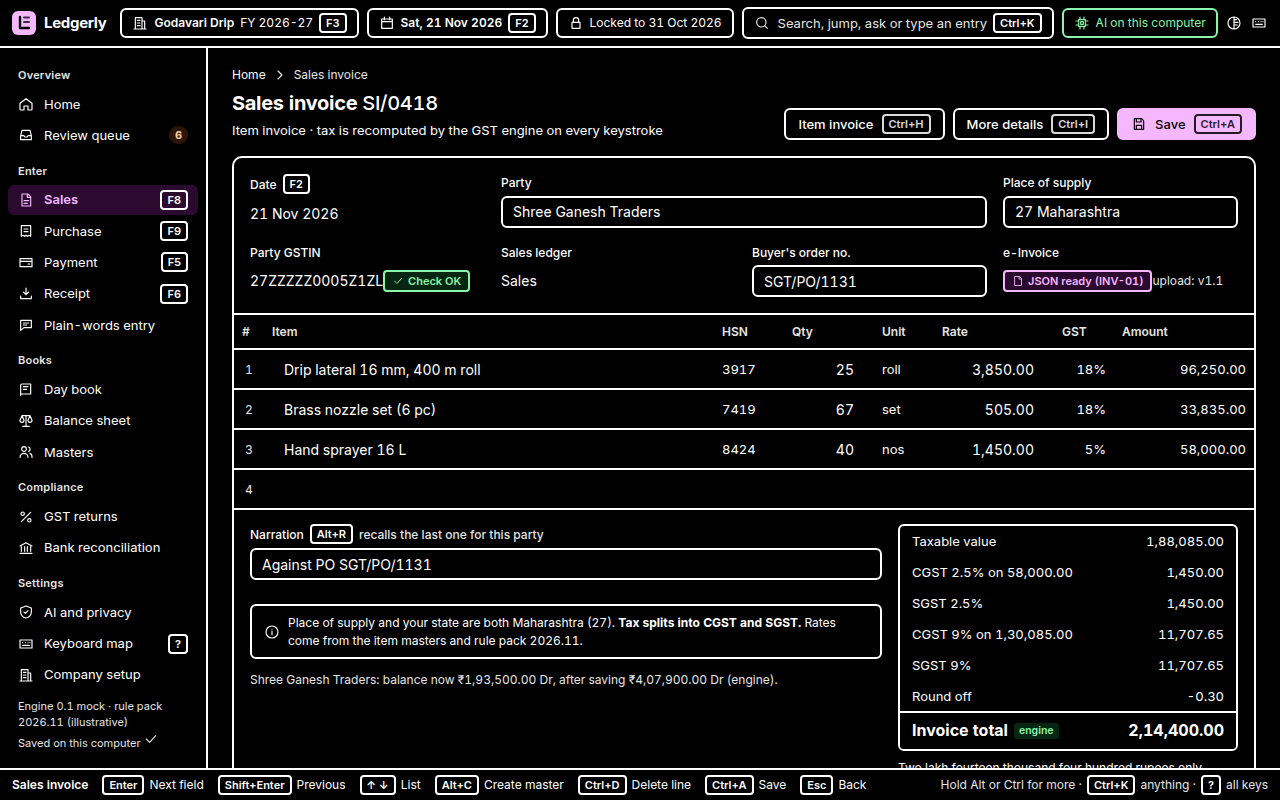 Ledgerly
Godavari Drip FY 2026-27 F3
Sat, 21 Nov 2026 F2
Locked to 31 Oct 2026
Search, jump, ask or type an entry Ctrl+K
AI on this computer
Overview
Home
Review queue 6
Enter
Sales F8
Purchase F9
Payment F5
Receipt F6
Plain-words entry
Books
Day book
Balance sheet
Masters
Compliance
GST returns
Bank reconciliation
Settings
AI and privacy
Keyboard map ?
Company setup
Engine 0.1 mock · rule pack
2026.11 (illustrative)
Saved on this computer
Home > Sales invoice
Sales invoice SI/0418
Item invoice · tax is recomputed by the GST engine on every keystroke
Item invoice Ctrl+H
More details Ctrl+I
Save Ctrl+A
Date F2
21 Nov 2026
Party
Shree Ganesh Traders
Place of supply
27 Maharashtra
Party GSTIN
27ZZZZZ0005Z1ZL Check OK
Sales ledger
Sales
Buyer's order no.
SGT/PO/1131
e-Invoice
JSON ready (INV-01) upload: v1.1
# Item HSN Qty Unit Rate GST Amount
1 Drip lateral 16 mm, 400 m roll 3917 25 roll 3,850.00 18% 96,250.00
2 Brass nozzle set (6 pc) 7419 67 set 505.00 18% 33,835.00
3 Hand sprayer 16 L 8424 40 nos 1,450.00 5% 58,000.00
4
Narration Alt+R recalls the last one for this party
Against PO SGT/PO/1131
Place of supply and your state are both Maharashtra (27). Tax splits into CGST and SGST. Rates
come from the item masters and rule pack 2026.11.
Shree Ganesh Traders: balance now ₹1,93,500.00 Dr, after saving ₹4,07,900.00 Dr (engine).
Taxable value 1,88,085.00
CGST 2.5% on 58,000.00 1,450.00
SGST 2.5% 1,450.00
CGST 9% on 1,30,085.00 11,707.65
SGST 9% 11,707.65
Round off -0.30
Invoice total engine 2,14,400.00
Two lakh fourteen thousand four hundred rupees only
Sales invoice Enter Next field Shift+Enter Previous ↑ ↓ List Alt+C Create master Ctrl+D Delete line Ctrl+A Save Esc Back Hold Alt or Ctrl for more · Ctrl+K anything · ? all keys